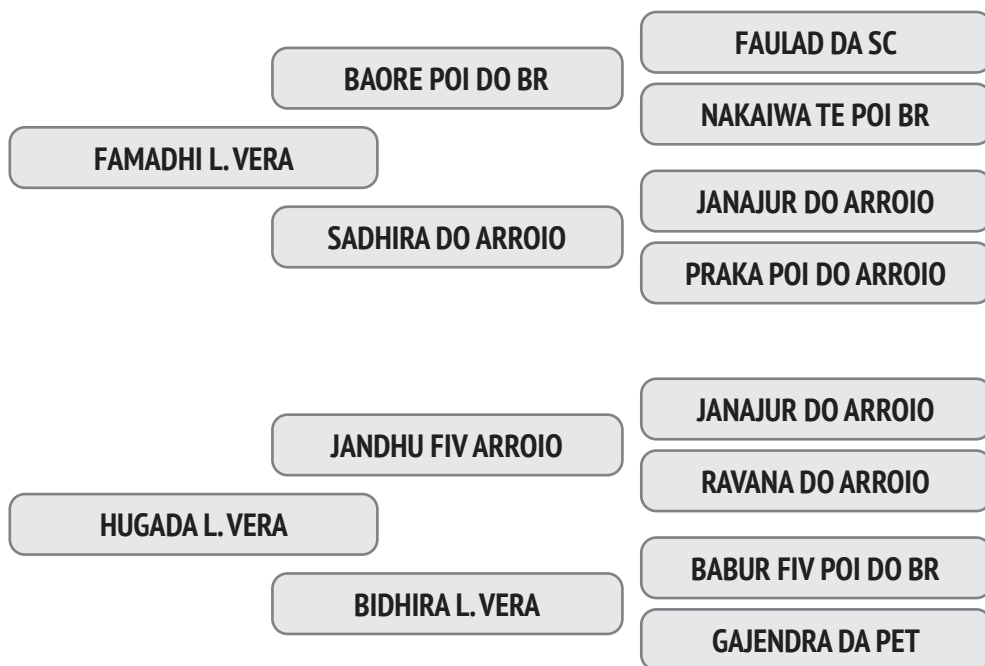 FAULAD DA SC
BAORE POI DO BR
NAKAIWA TE POI BR
FAMADHI L. VERA
JANAJUR DO ARROIO
SADHIRA DO ARROIO
PRAKA POI DO ARROIO
JANAJUR DO ARROIO
JANDHU FIV ARROIO
RAVANA DO ARROIO
HUGADA L. VERA
BABUR FIV POI DO BR
BIDHIRA L. VERA
GAJENDRA DA PET